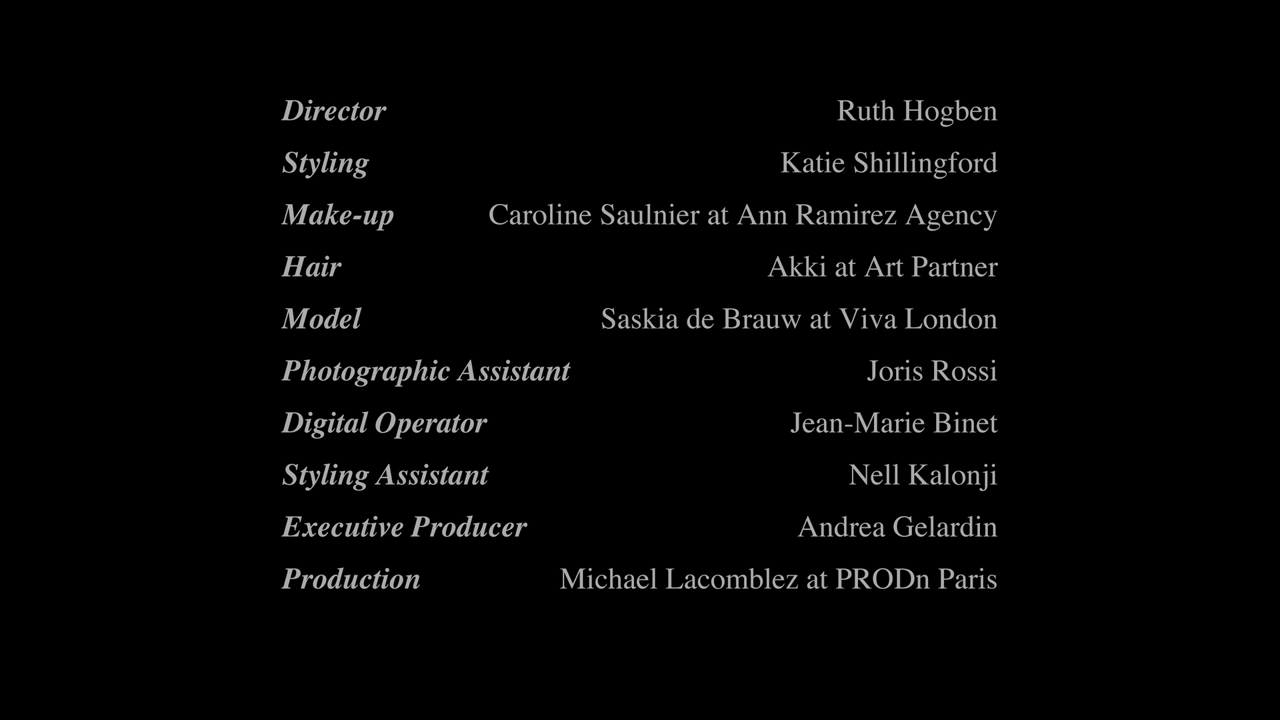 Director Ruth Hogben
Styling Katie Shillingford
Make-up Caroline Saulnier at Ann Ramirez Agency
Hair Akki at Art Partner
Model Saskia de Brauw at Viva London
Photographic Assistant Joris Rossi
Digital Operator Jean-Marie Binet
Styling Assistant Nell Kalonji
Executive Producer Andrea Gelardin
Production Michael Lacomblez at PRODn Paris